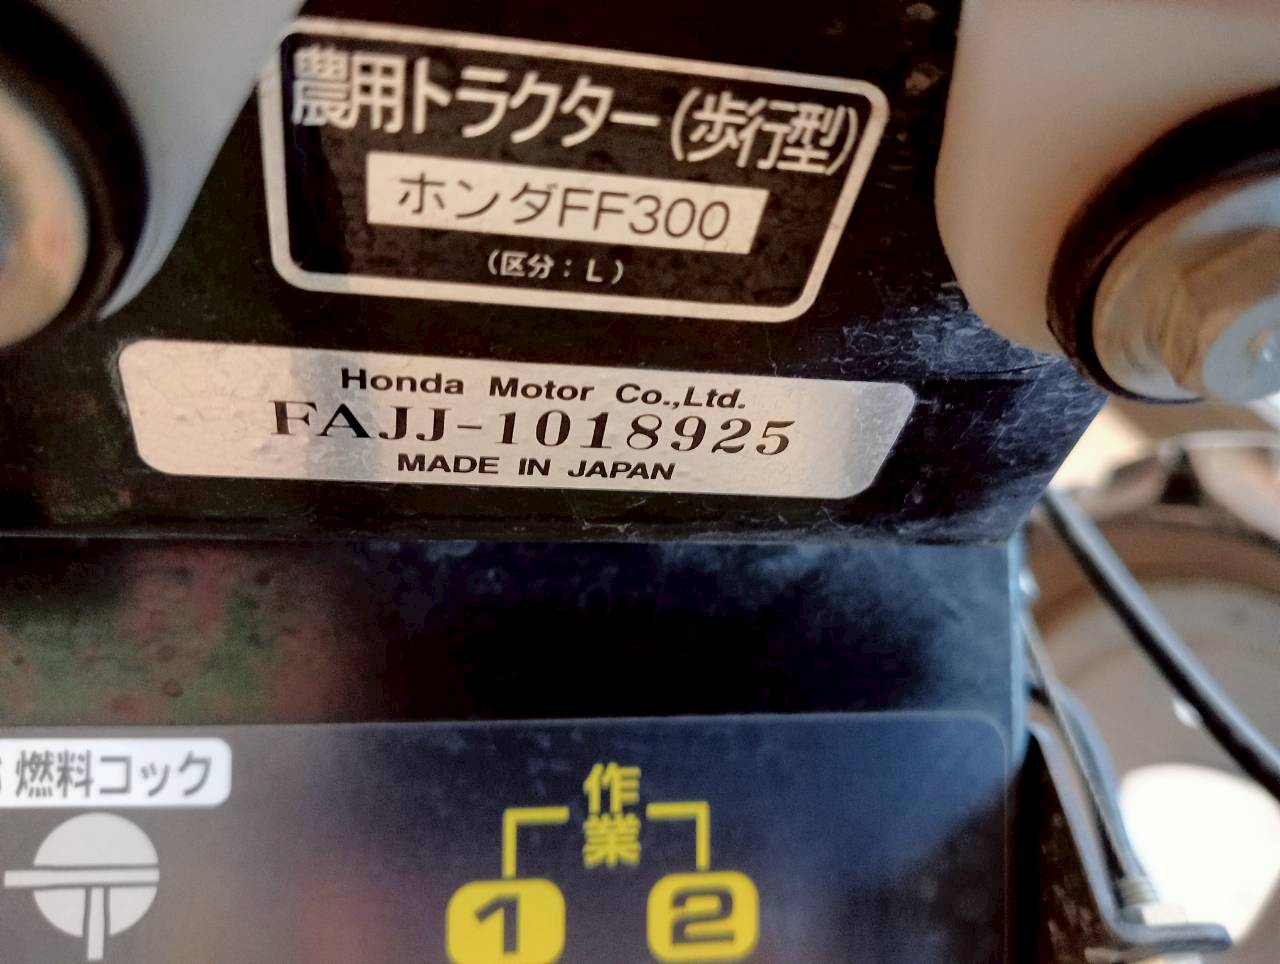 農用トラクター(歩行型)
ホンダFF300
(区分:L)
Honda Motor Co.,Ltd.
FAJJ-1018925
MADE IN JAPAN
燃料コック
作業
1 2